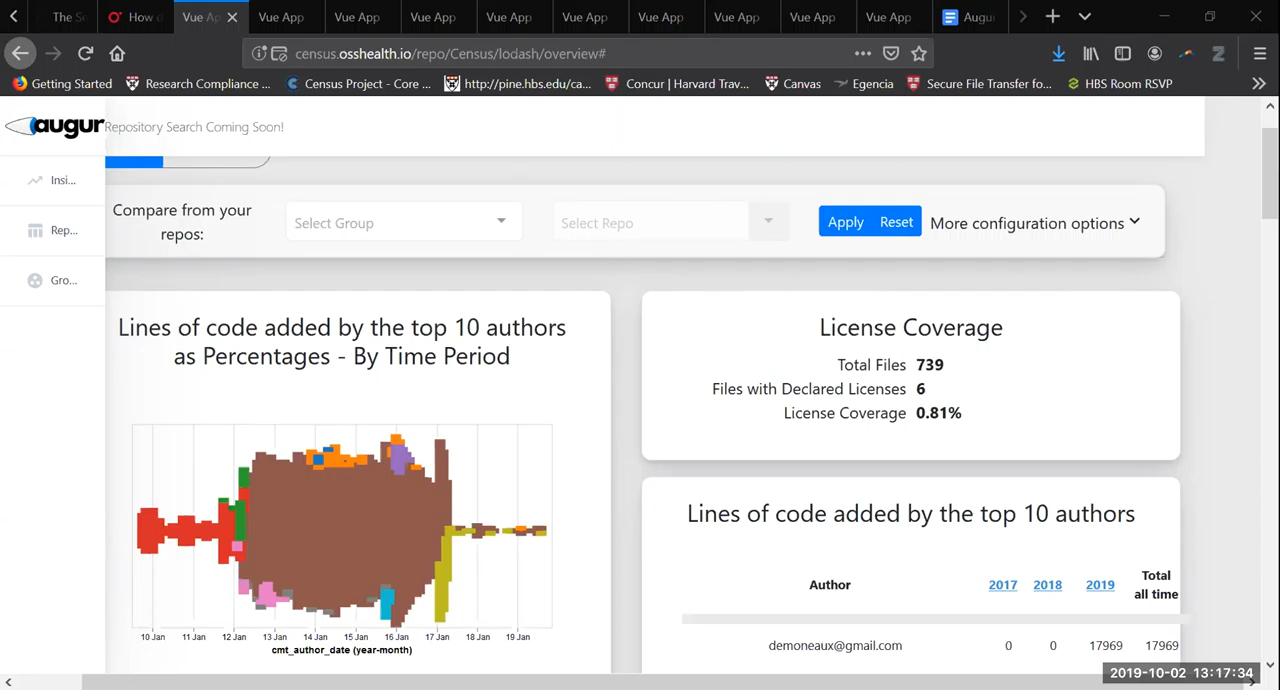 The Se
How d
Vue Ap
Vue App
Vue App
Vue App
Vue App
Vue App
Vue App
Vue App
Vue App
Vue App
Augu
census.osshealth.io/repo/Census/lodash/overview#
Getting Started
Research Compliance ...
Census Project - Core ...
http://pine.hbs.edu/ca...
Concur | Harvard Trav...
Canvas
Egencia
Secure File Transfer fo...
HBS Room RSVP
augur
Repository Search Coming Soon!
Insi...
Rep...
Gro...
Compare from your
repos:
Select Group
Select Repo
Apply
Reset
More configuration options
Lines of code added by the top 10 authors
as Percentages - By Time Period
10 Jan
11 Jan
12 Jan
13 Jan
14 Jan
15 Jan
16 Jan
17 Jan
18 Jan
19 Jan
cmt_author_date (year-month)
License Coverage
Total Files 739
Files with Declared Licenses 6
License Coverage 0.81%
Lines of code added by the top 10 authors
Author 2017 2018 2019 Total
all time
demoneaux@gmail.com 0 0 17969 17969
2019-10-02 13:17:34